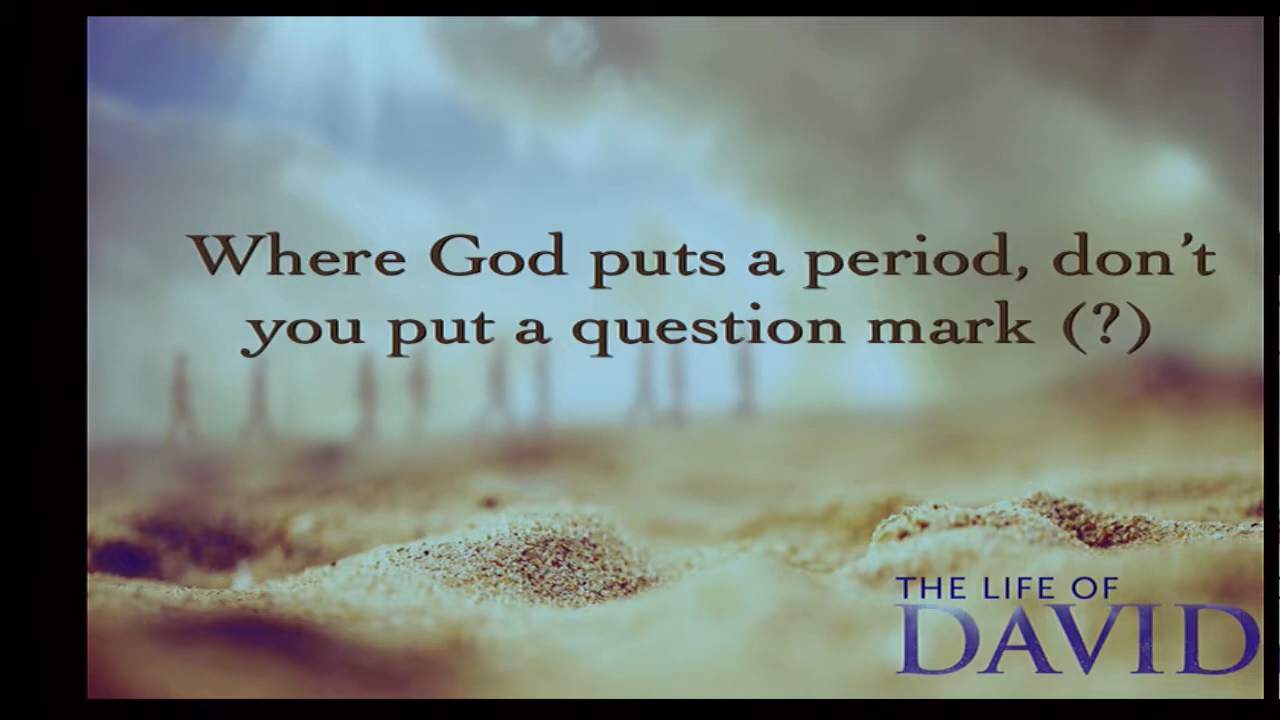 Where God puts a period, don’t
you put a question mark (?)
THE LIFE OF
DAVID